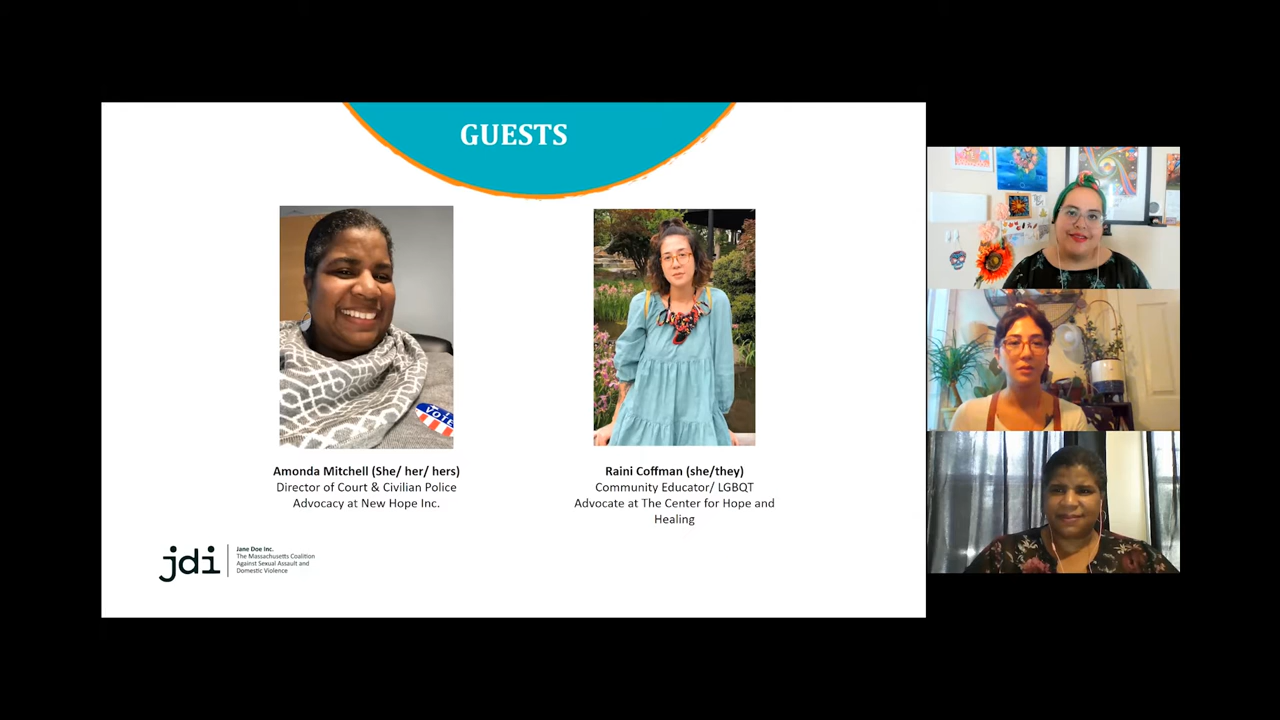 GUESTS
VOTE
Amonda Mitchell (She/ her/ hers)
Director of Court & Civilian Police
Advocacy at New Hope Inc.
Raini Coffman (she/they)
Community Educator/ LGBQT
Advocate at The Center for Hope and
Healing
jdi
Jane Doe Inc.
The Massachusetts Coalition
Against Sexual Assault and
Domestic Violence